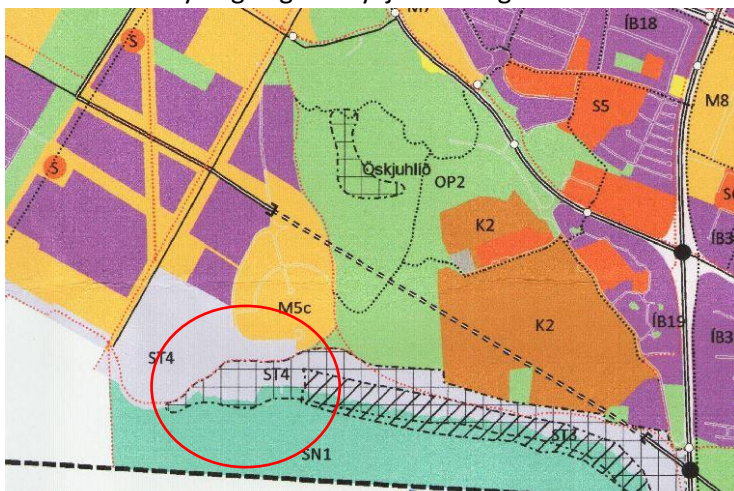 ÍB18
S
S5
M8
Öskjuhlíð
OP2
S
K2
ÍB3
M5c
K2
ÍB19
ÍB3
ST4
ST4
ST3
SN1